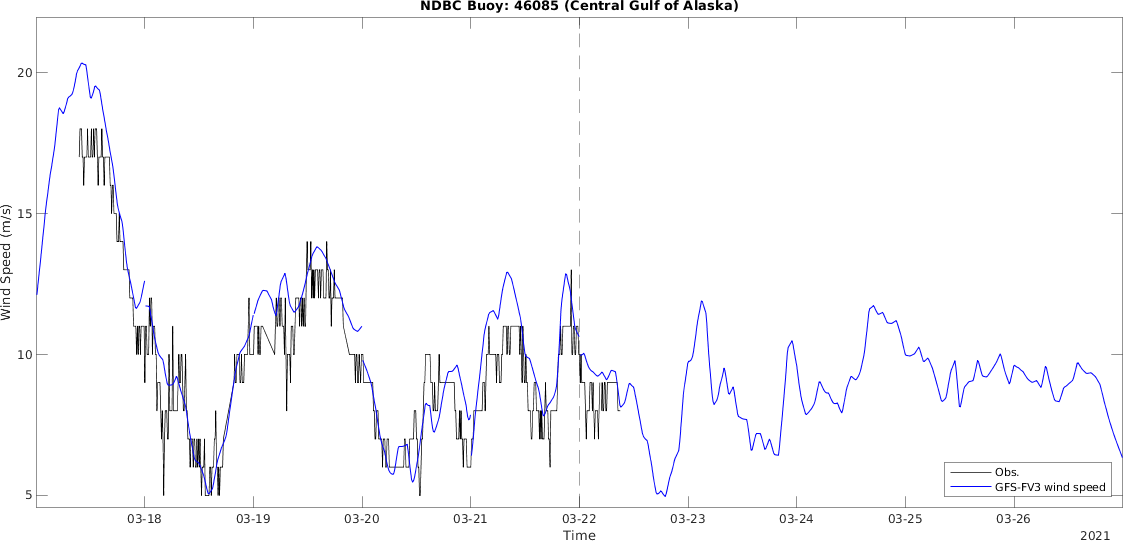 NDBC Buoy: 46085 (Central Gulf of Alaska)
20
15
10
5
Wind Speed (m/s)
03-18
03-19
03-20
03-21
03-22
03-23
03-24
03-25
03-26
Time
2021
Obs.
GFS-FV3 wind speed